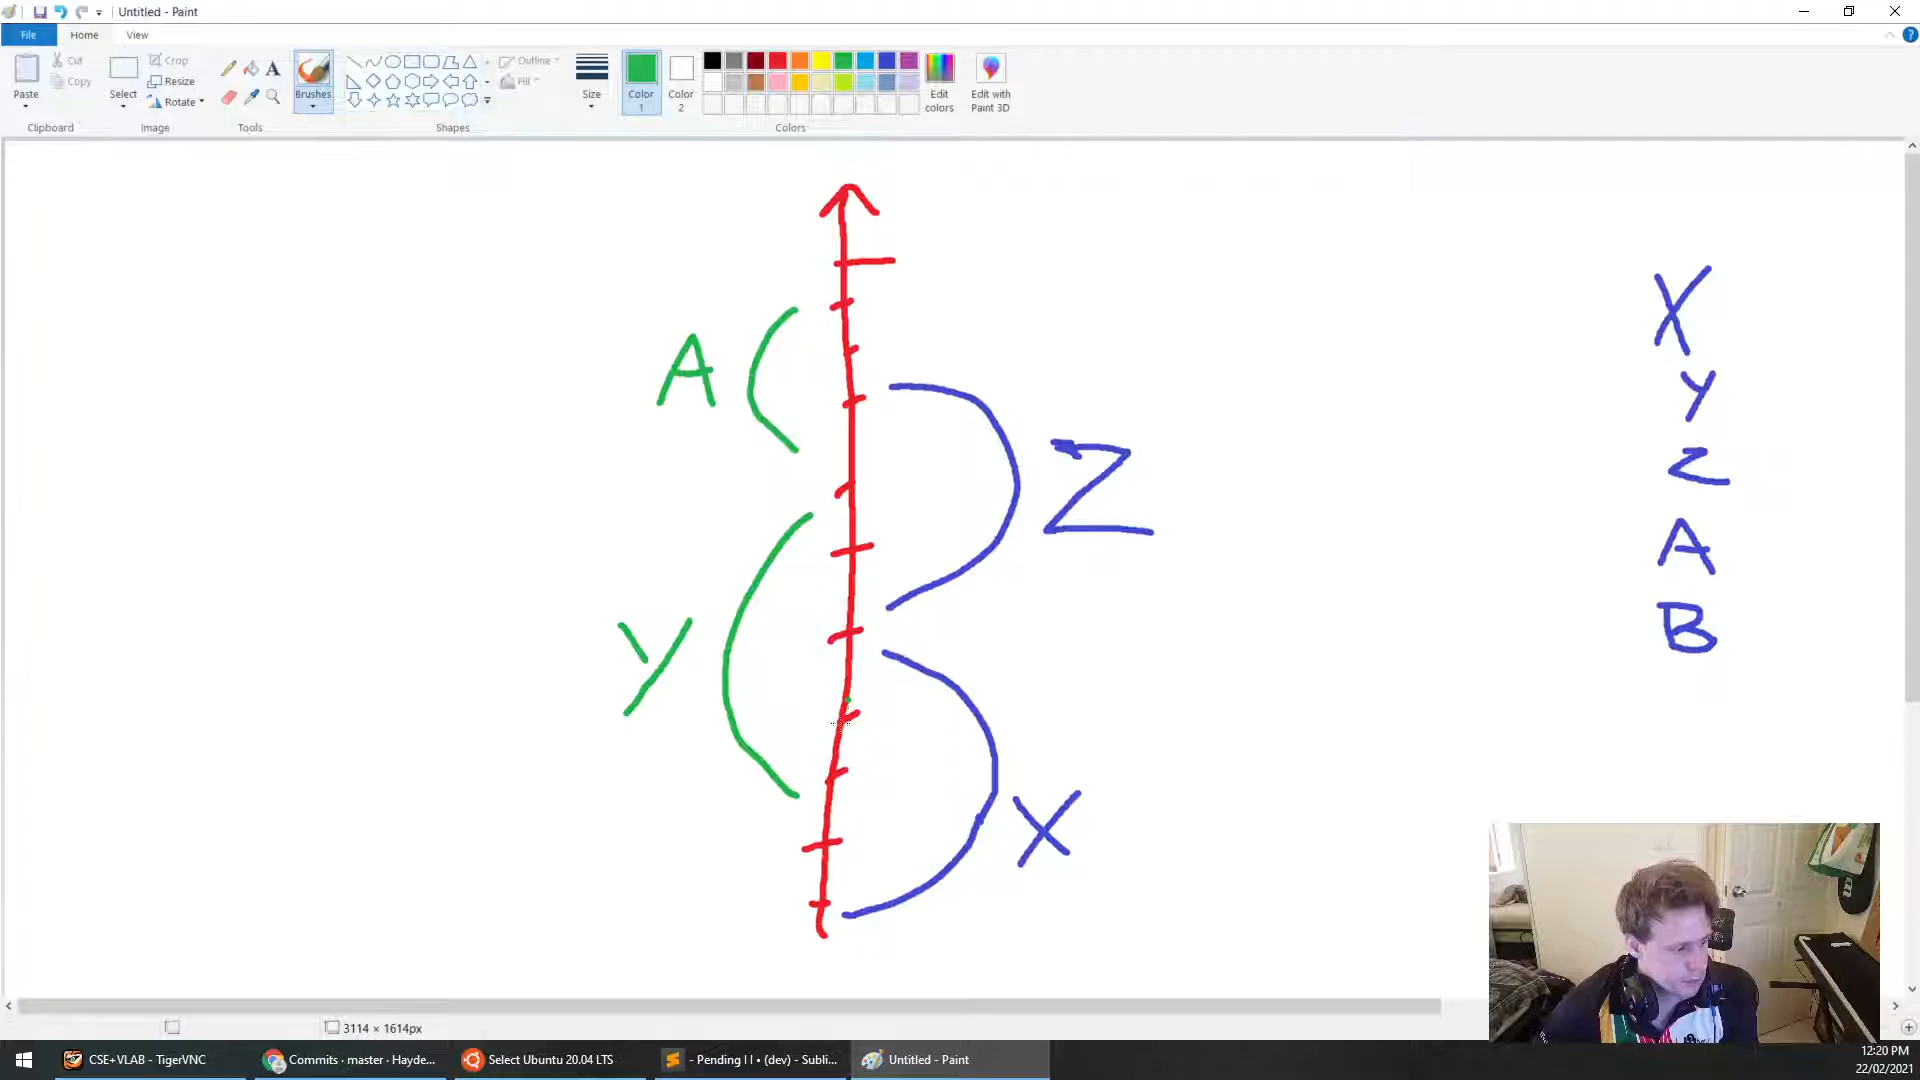 Untitled - Paint
File Home View
Paste
Cut
Copy
Clipboard
Select
Crop
Resize
Rotate
Image
Tools
Brushes
Shapes
Outline
Fill
Size
Color 1
Color 2
Colors
Edit colors
Edit with Paint 3D
A
Z
Y
X
X
Y
Z
A
B
3114 × 1614px
CSE+VLAB - TigerVNC
Commits · master · Hayde...
Select Ubuntu 20.04 LTS
- Pending I I • (dev) - Subli...
Untitled - Paint
12:20 PM
22/02/2021